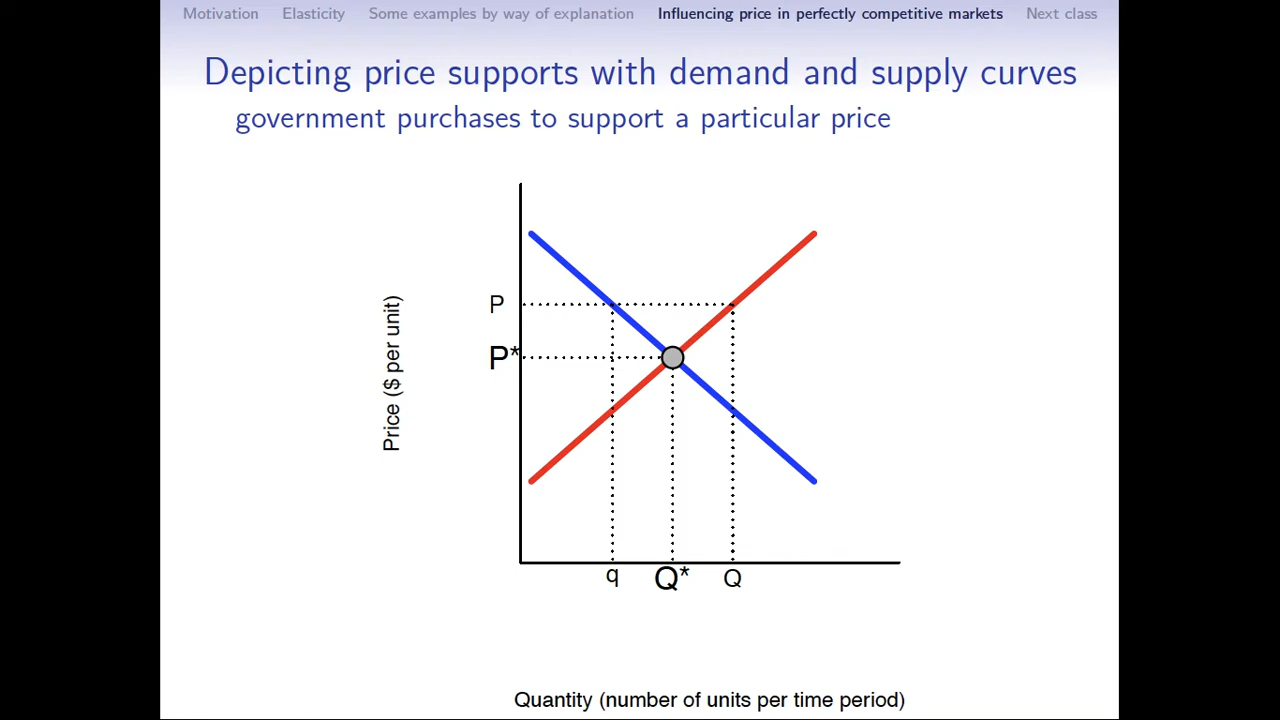 Motivation Elasticity Some examples by way of explanation Influencing price in perfectly competitive markets Next class
Depicting price supports with demand and supply curves
government purchases to support a particular price
Price ($ per unit)
P
P*
q Q* Q
Quantity (number of units per time period)